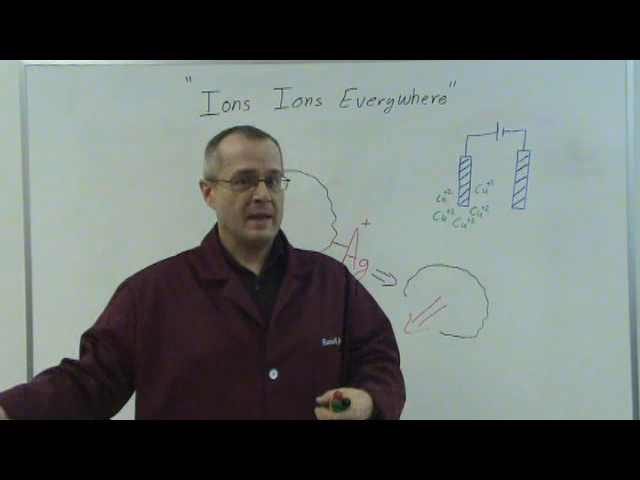 "Ions Ions Everywhere"
Cu+2 Cu+2
Cu+2 Cu+2 Cu+2
Ag+